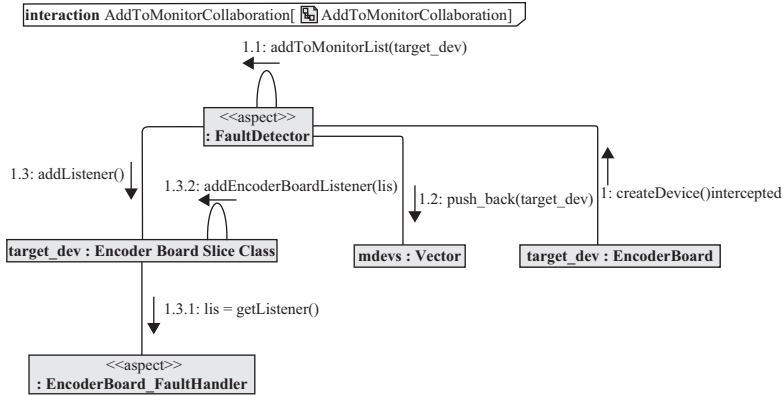 interaction AddToMonitorCollaboration[ AddToMonitorCollaboration]
1.1: addToMonitorList(target_dev)
<<aspect>>
: FaultDetector
1.3: addListener()
1.3.2: addEncoderBoardListener(lis)
1.2: push_back(target_dev)
1: createDevice()intercepted
target_dev : Encoder Board Slice Class
mdevs : Vector
target_dev : EncoderBoard
1.3.1: lis = getListener()
<<aspect>>
: EncoderBoard_FaultHandler